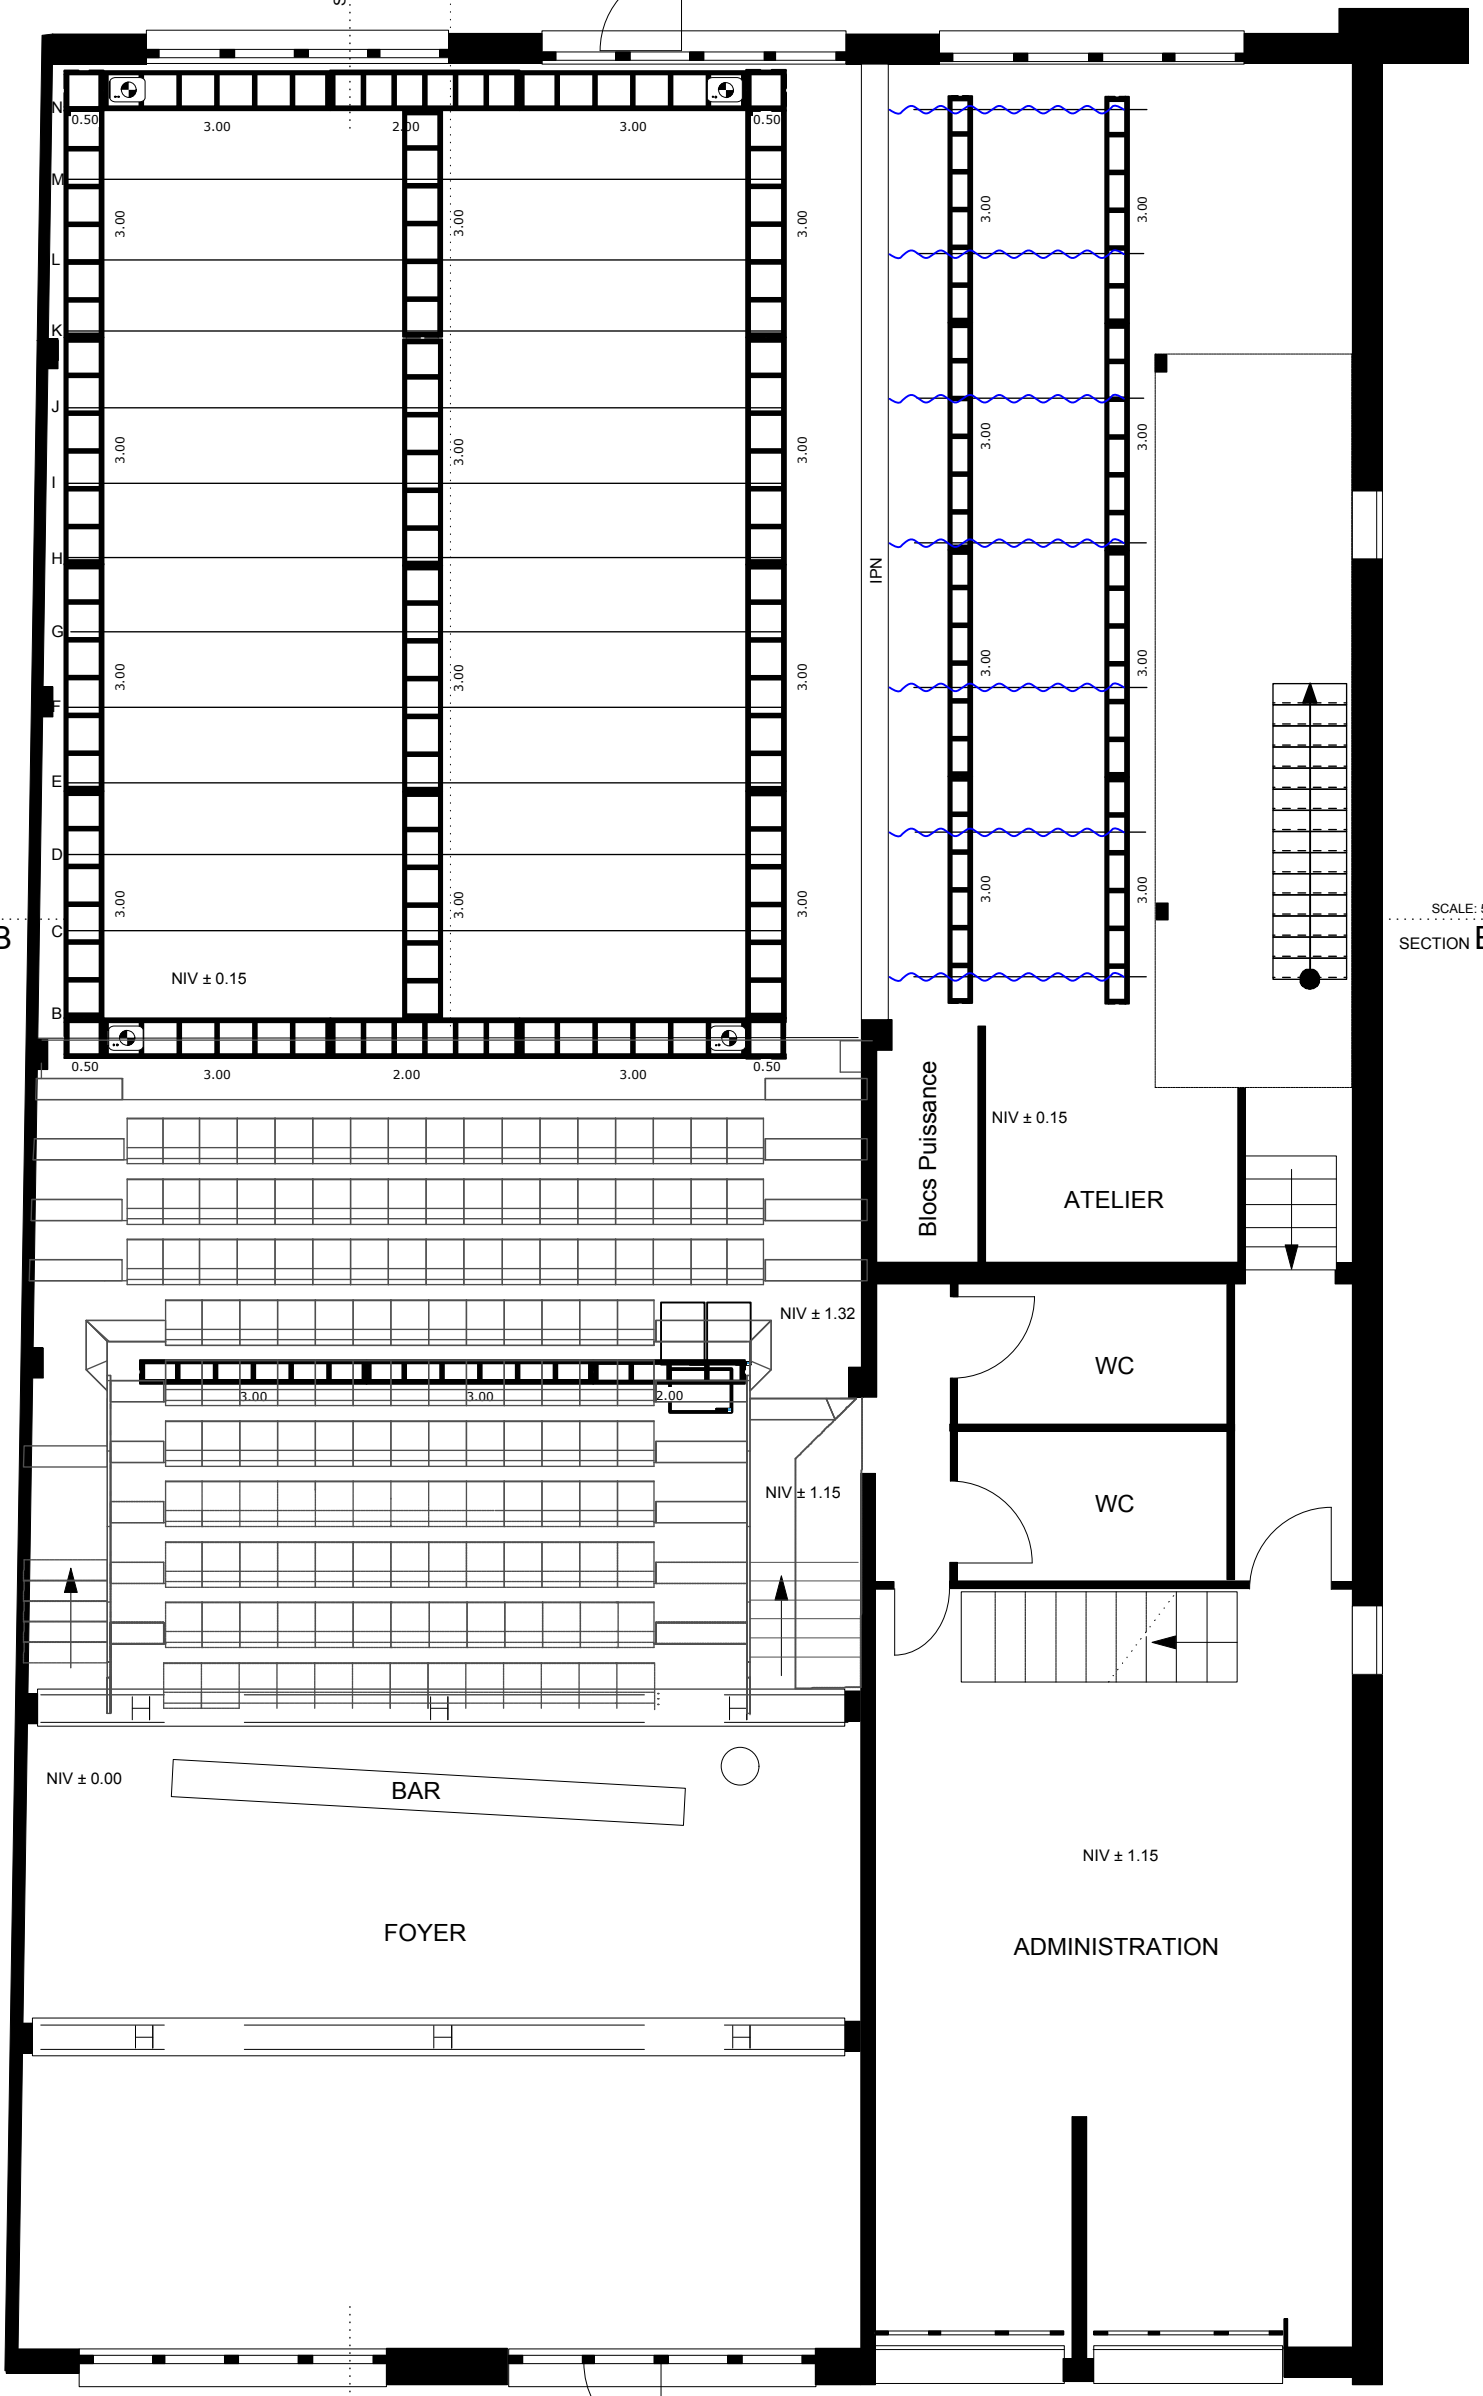 S
N
0.50
3.00
2.00
3.00
0.50
M
3.00
3.00
3.00
3.00
3.00
L
K
J
3.00
3.00
3.00
3.00
3.00
I
H
IPN
G
3.00
3.00
3.00
3.00
3.00
F
E
D
3.00
3.00
3.00
3.00
3.00
C
B
SCALE: 5
SECTION
NIV ± 0.15
B
0.50
3.00
2.00
3.00
0.50
Blocs Puissance
NIV ± 0.15
ATELIER
NIV ± 1.32
WC
3.00
3.00
2.00
NIV ± 1.15
WC
NIV ± 0.00
BAR
NIV ± 1.15
FOYER
ADMINISTRATION